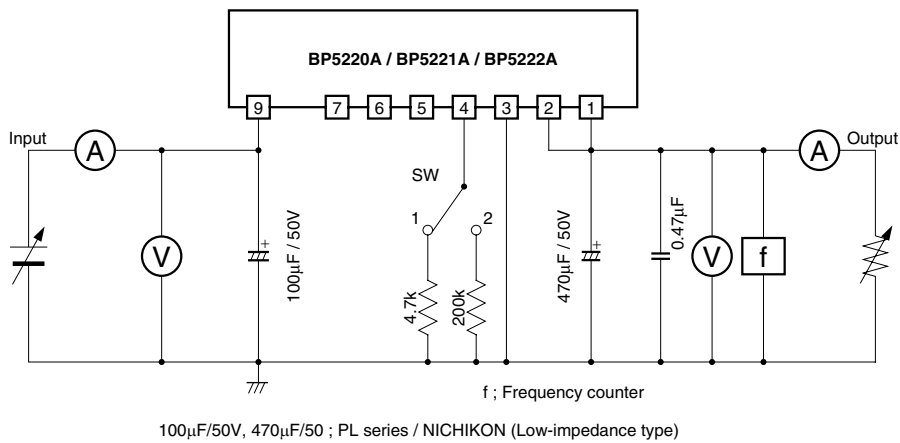 BP5220A / BP5221A / BP5222A
9 7 6 5 4 3 2 1
Input
A
A
Output
SW
1
2
V
100μF / 50V
4.7k
200k
470μF / 50V
0.47μF
V
f
+
+
f ; Frequency counter
100μF/50V, 470μF/50 ; PL series / NICHIKON (Low-impedance type)